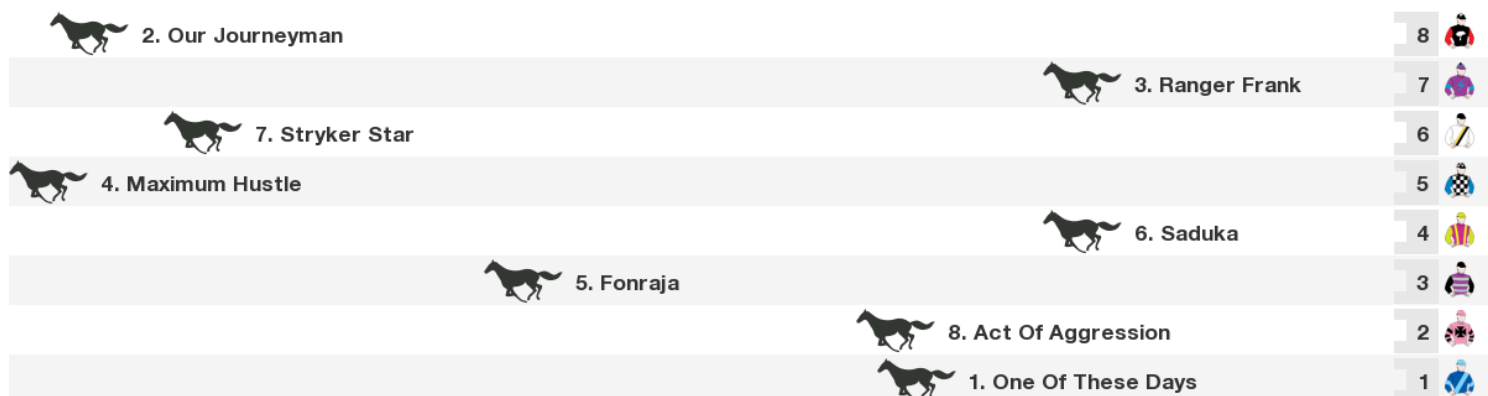 2. Our Journeyman 8
3. Ranger Frank 7
7. Stryker Star 6
4. Maximum Hustle 5
6. Saduka 4
5. Fonraja 3
8. Act Of Aggression 2
1. One Of These Days 1